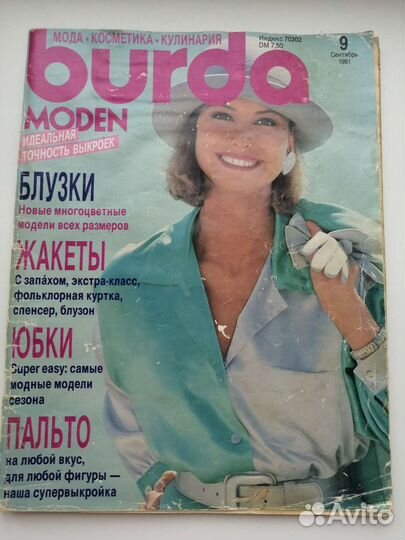 МОДА • КОСМЕТИКА • КУЛИНАРИЯ
Индекс 70202
DM 7,50
9
Сентябрь
1991
burda
MODEN
ИДЕАЛЬНАЯ
ТОЧНОСТЬ ВЫКРОЕК
БЛУЗКИ
Новые многоцветные
модели всех размеров
ЖАКЕТЫ
С запахом, экстра-класс,
фольклорная куртка,
спенсер, блузон
ЮБКИ
Super easy: самые
модные модели
сезона
ПАЛЬТО
на любой вкус,
для любой фигуры —
наша супервыкройка
Avito